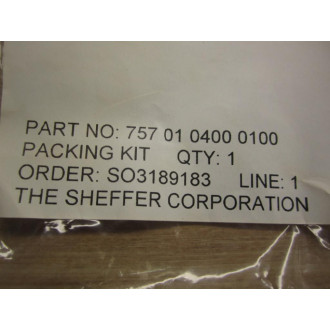 PART NO: 757 01 0400 0100
PACKING KIT QTY: 1
ORDER: SO3189183 LINE: 1
THE SHEFFER CORPORATION